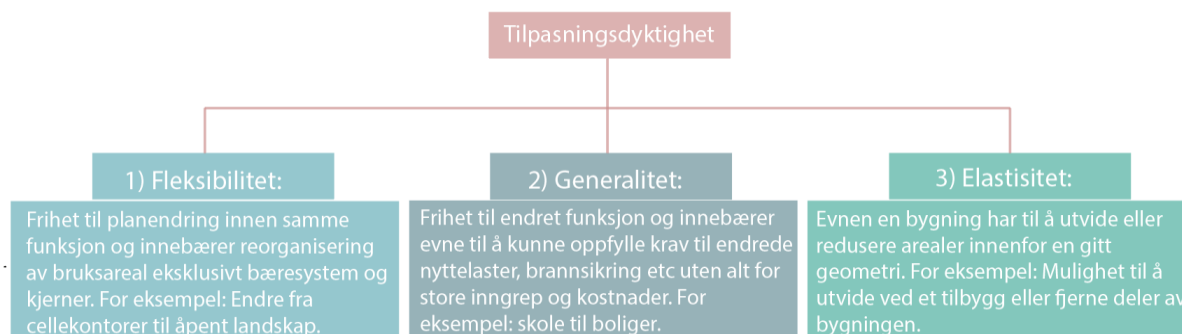 Tilpasningsdyktighet
1) Fleksibilitet:
Frihet til planendring innen samme
funksjon og innebærer reorganisering
av bruksareal eksklusivt bæresystem og
kjerner. For eksempel: Endre fra
cellekontorer til åpent landskap.
2) Generalitet:
Frihet til endret funksjon og innebærer
evne til å kunne oppfylle krav til endrede
nyttelaster, brannsikring etc uten alt for
store inngrep og kostnader. For
eksempel: skole til boliger.
3) Elastisitet:
Evnen en bygning har til å utvide eller
redusere arealer innenfor en gitt
geometri. For eksempel: Mulighet til å
utvide ved et tilbygg eller fjerne deler av
bygningen.